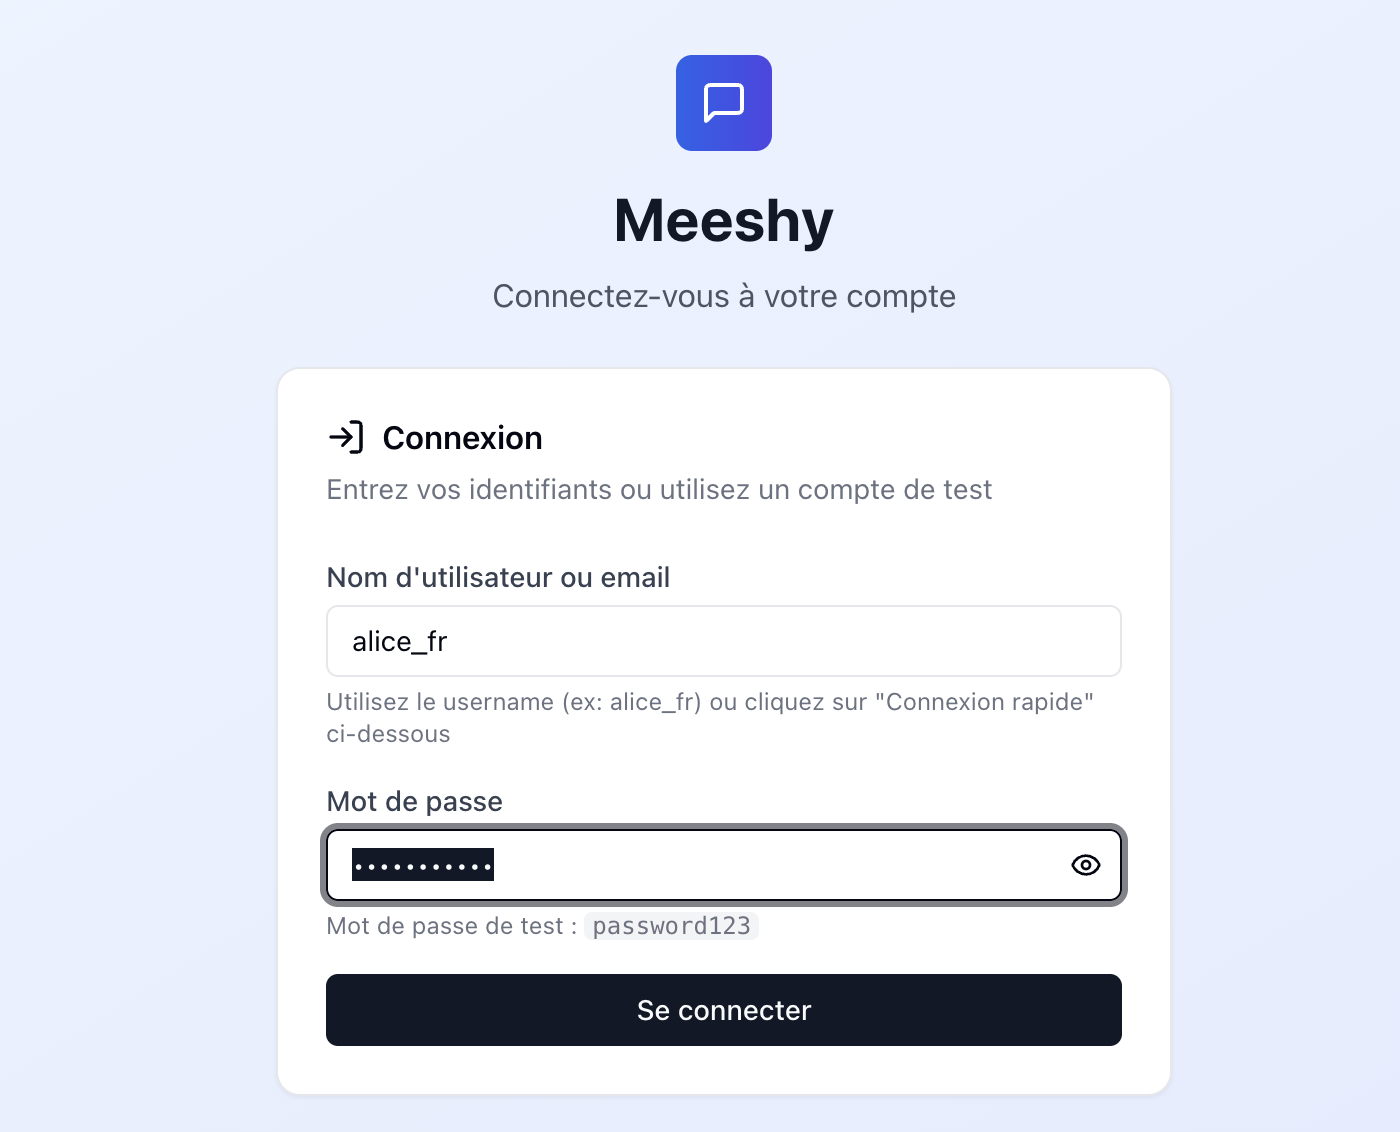 Meeshy
Connectez-vous à votre compte
Connexion
Entrez vos identifiants ou utilisez un compte de test
Nom d'utilisateur ou email
alice_fr
Utilisez le username (ex: alice_fr) ou cliquez sur "Connexion rapide"
ci-dessous
Mot de passe
•••••••••••
Mot de passe de test : password123
Se connecter